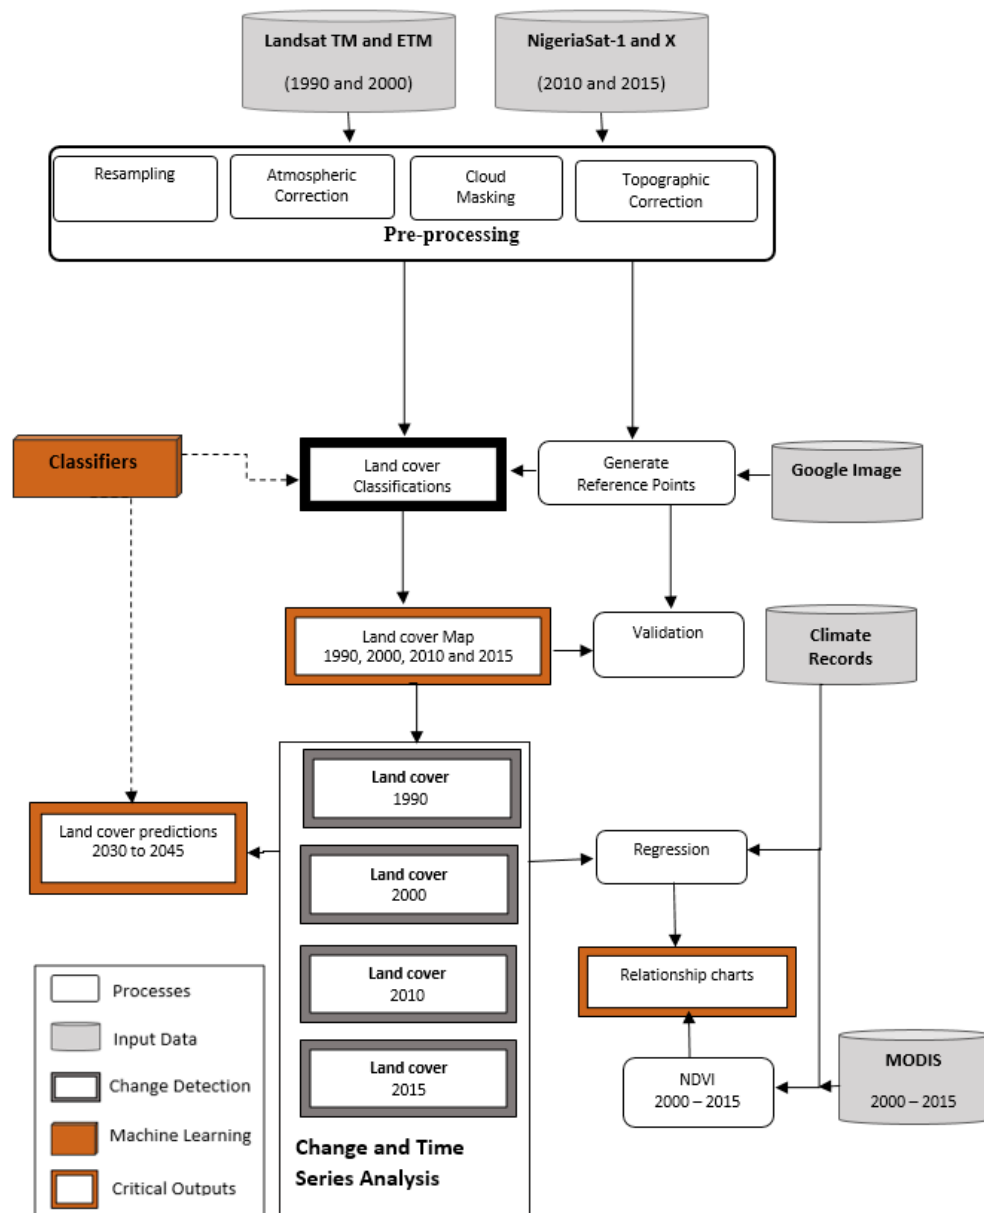 Landsat TM and ETM
(1990 and 2000)
NigeriaSat-1 and X
(2010 and 2015)
Resampling
Atmospheric
Correction
Cloud
Masking
Topographic
Correction
Pre-processing
Classifiers
Land cover
Classifications
Generate
Reference Points
Google Image
Land cover Map
1990, 2000, 2010 and 2015
Validation
Climate
Records
Land cover
1990
Land cover predictions
2030 to 2045
Land cover
2000
Regression
Land cover
2010
Relationship charts
Land cover
2015
NDVI
2000 – 2015
MODIS
2000 – 2015
Change and Time
Series Analysis
Processes
Input Data
Change Detection
Machine Learning
Critical Outputs